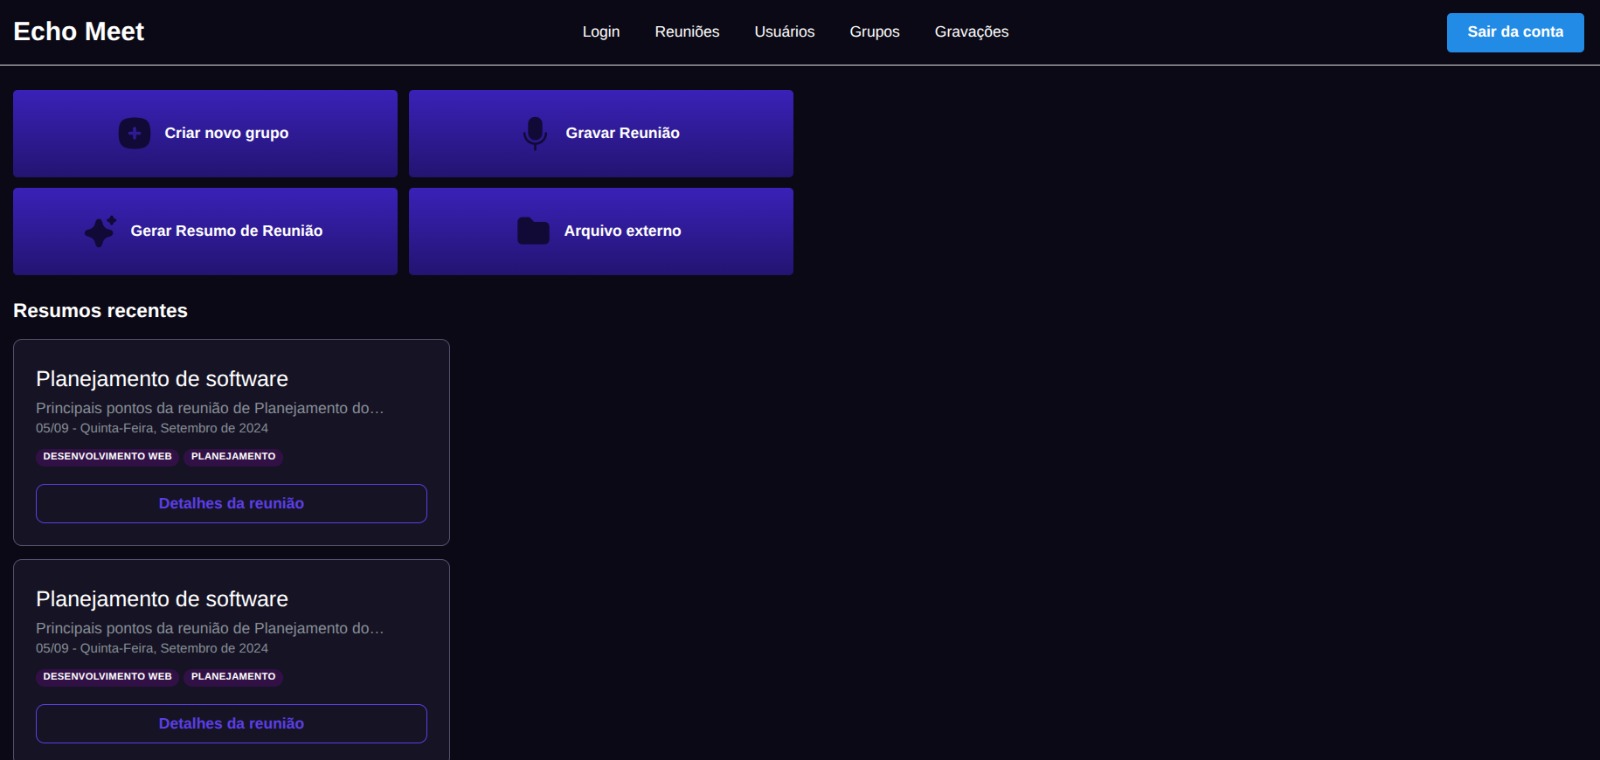 Echo Meet
Login Reuniões Usuários Grupos Gravações
Sair da conta
Criar novo grupo
Gravar Reunião
Gerar Resumo de Reunião
Arquivo externo
Resumos recentes
Planejamento de software
Principais pontos da reunião de Planejamento do…
05/09 - Quinta-Feira, Setembro de 2024
DESENVOLVIMENTO WEB PLANEJAMENTO
Detalhes da reunião
Planejamento de software
Principais pontos da reunião de Planejamento do…
05/09 - Quinta-Feira, Setembro de 2024
DESENVOLVIMENTO WEB PLANEJAMENTO
Detalhes da reunião